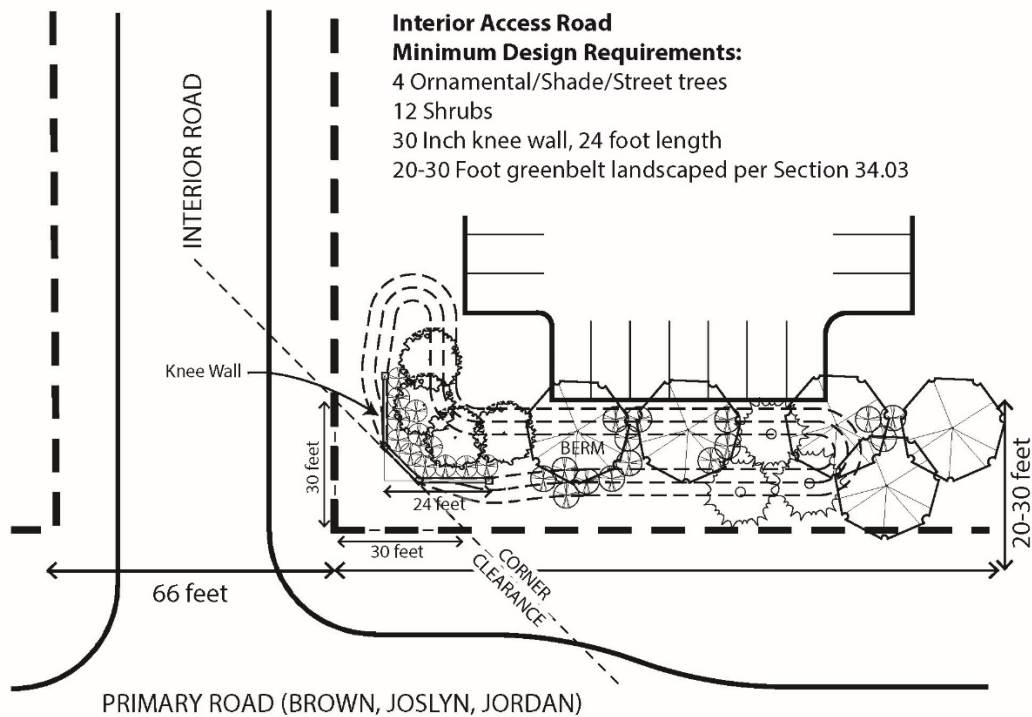 Interior Access Road
Minimum Design Requirements:
4 Ornamental/Shade/Street trees
12 Shrubs
30 Inch knee wall, 24 foot length
20-30 Foot greenbelt landscaped per Section 34.03
INTERIOR ROAD
Knee Wall
BERM
30 feet
24 feet
30 feet
20-30 feet
66 feet
CORNER
CLEARANCE
PRIMARY ROAD (BROWN, JOSLYN, JORDAN)